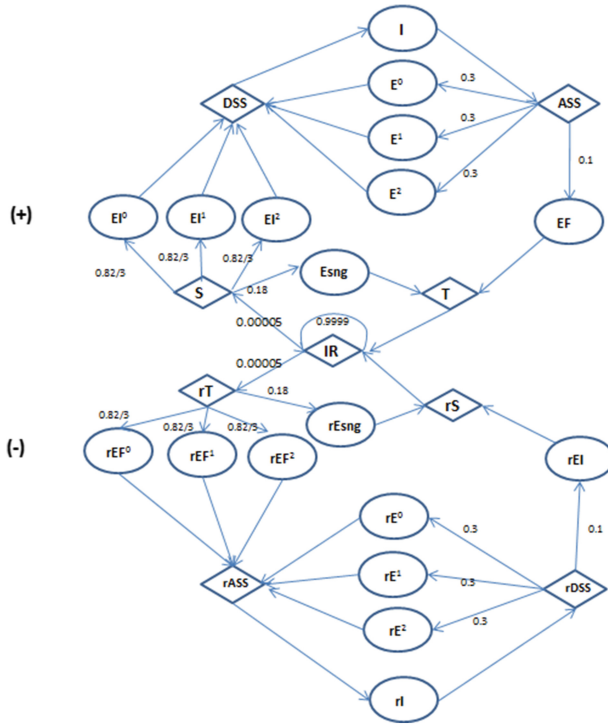 I
DSS
E⁰
0.3
ASS
E¹
0.3
E²
0.3
0.1
(+)
EI⁰
EI¹
EI²
EF
0.82/3
0.82/3
0.82/3
Esng
S
0.18
T
0.00005
0.9999
IR
0.00005
rT
0.18
rS
0.82/3
0.82/3
0.82/3
rEsng
(-)
rEF⁰
rEF¹
rEF²
rEI
rE⁰
0.3
0.1
rASS
rE¹
0.3
rDSS
rE²
0.3
rI